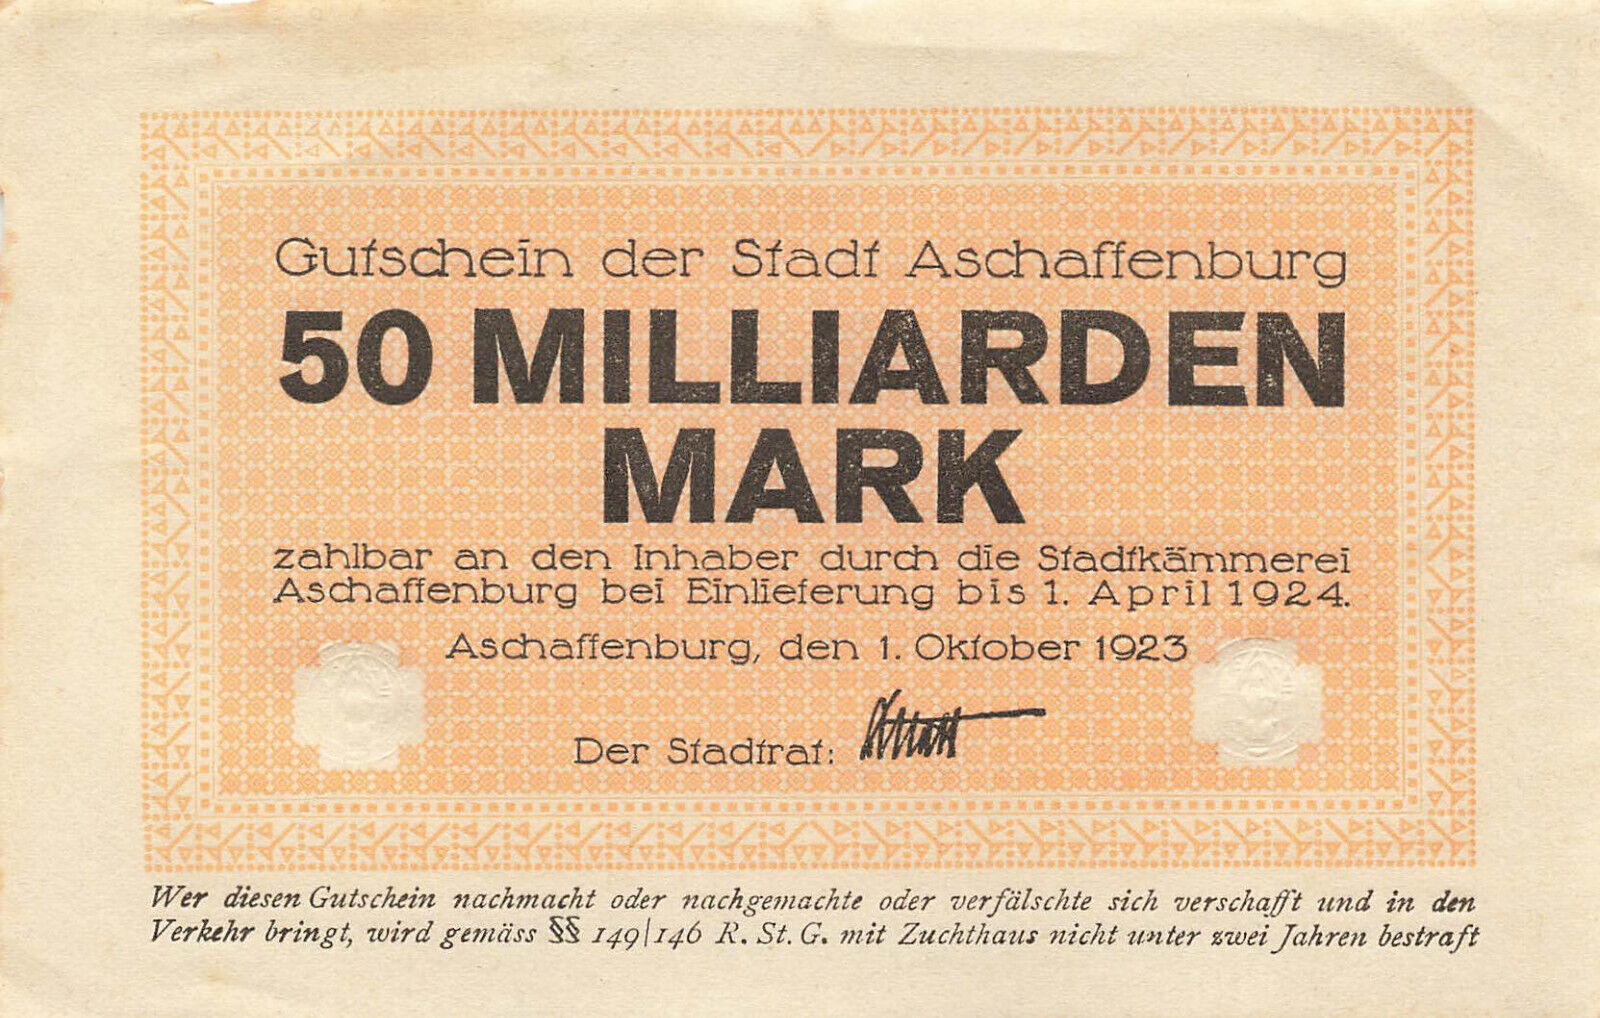 Gutschein der Stadt Aschaffenburg
50 MILLIARDEN
MARK
zahlbar an den Inhaber durch die Stadtkämmerei
Aschaffenburg bei Einlieferung bis 1. April 1924.
Aschaffenburg, den 1. Oktober 1923
Der Stadtrat:
Wer diesen Gutschein nachmacht oder nachgemachte oder verfälschte sich verschafft und in den
Verkehr bringt, wird gemäss §§ 149|146 R. St. G. mit Zuchthaus nicht unter zwei Jahren bestraft